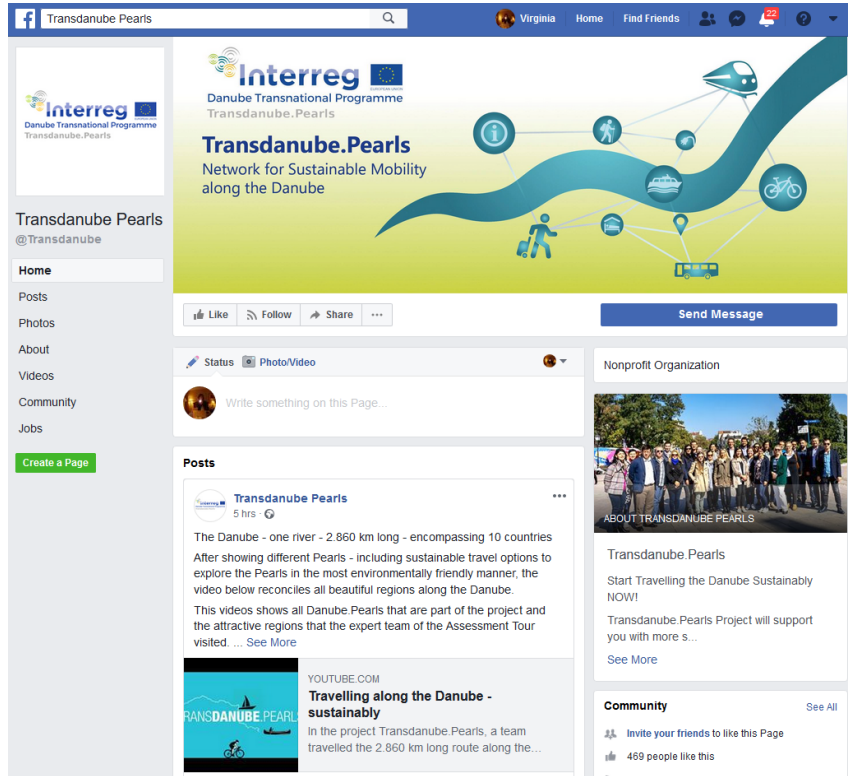 Transdanube Pearls
Virginia
Home
Find Friends
22
Interreg
EUROPEAN UNION
Danube Transnational Programme
Transdanube.Pearls
Transdanube.Pearls
Network for Sustainable Mobility
along the Danube
Interreg
Danube Transnational Programme
Transdanube.Pearls
Transdanube Pearls
@Transdanube
Home
Posts
Photos
About
Videos
Community
Jobs
Create a Page
Like
Follow
Share
Send Message
Status
Photo/Video
Write something on this Page...
Posts
Transdanube Pearls
5 hrs ·
The Danube - one river - 2.860 km long - encompassing 10 countries
After showing different Pearls - including sustainable travel options to
explore the Pearls in the most environmentally friendly manner, the
video below reconciles all beautiful regions along the Danube.
This videos shows all Danube.Pearls that are part of the project and
the attractive regions that the expert team of the Assessment Tour
visited. ... See More
RANSDANUBE.PEARL
YOUTUBE.COM
Travelling along the Danube -
sustainably
In the project Transdanube.Pearls, a team
travelled the 2.860 km long route along the...
Nonprofit Organization
ABOUT TRANSDANUBE PEARLS
Transdanube.Pearls
Start Travelling the Danube Sustainably
NOW!
Transdanube.Pearls Project will support
you with more s...
See More
Community
See All
Invite your friends to like this Page
469 people like this